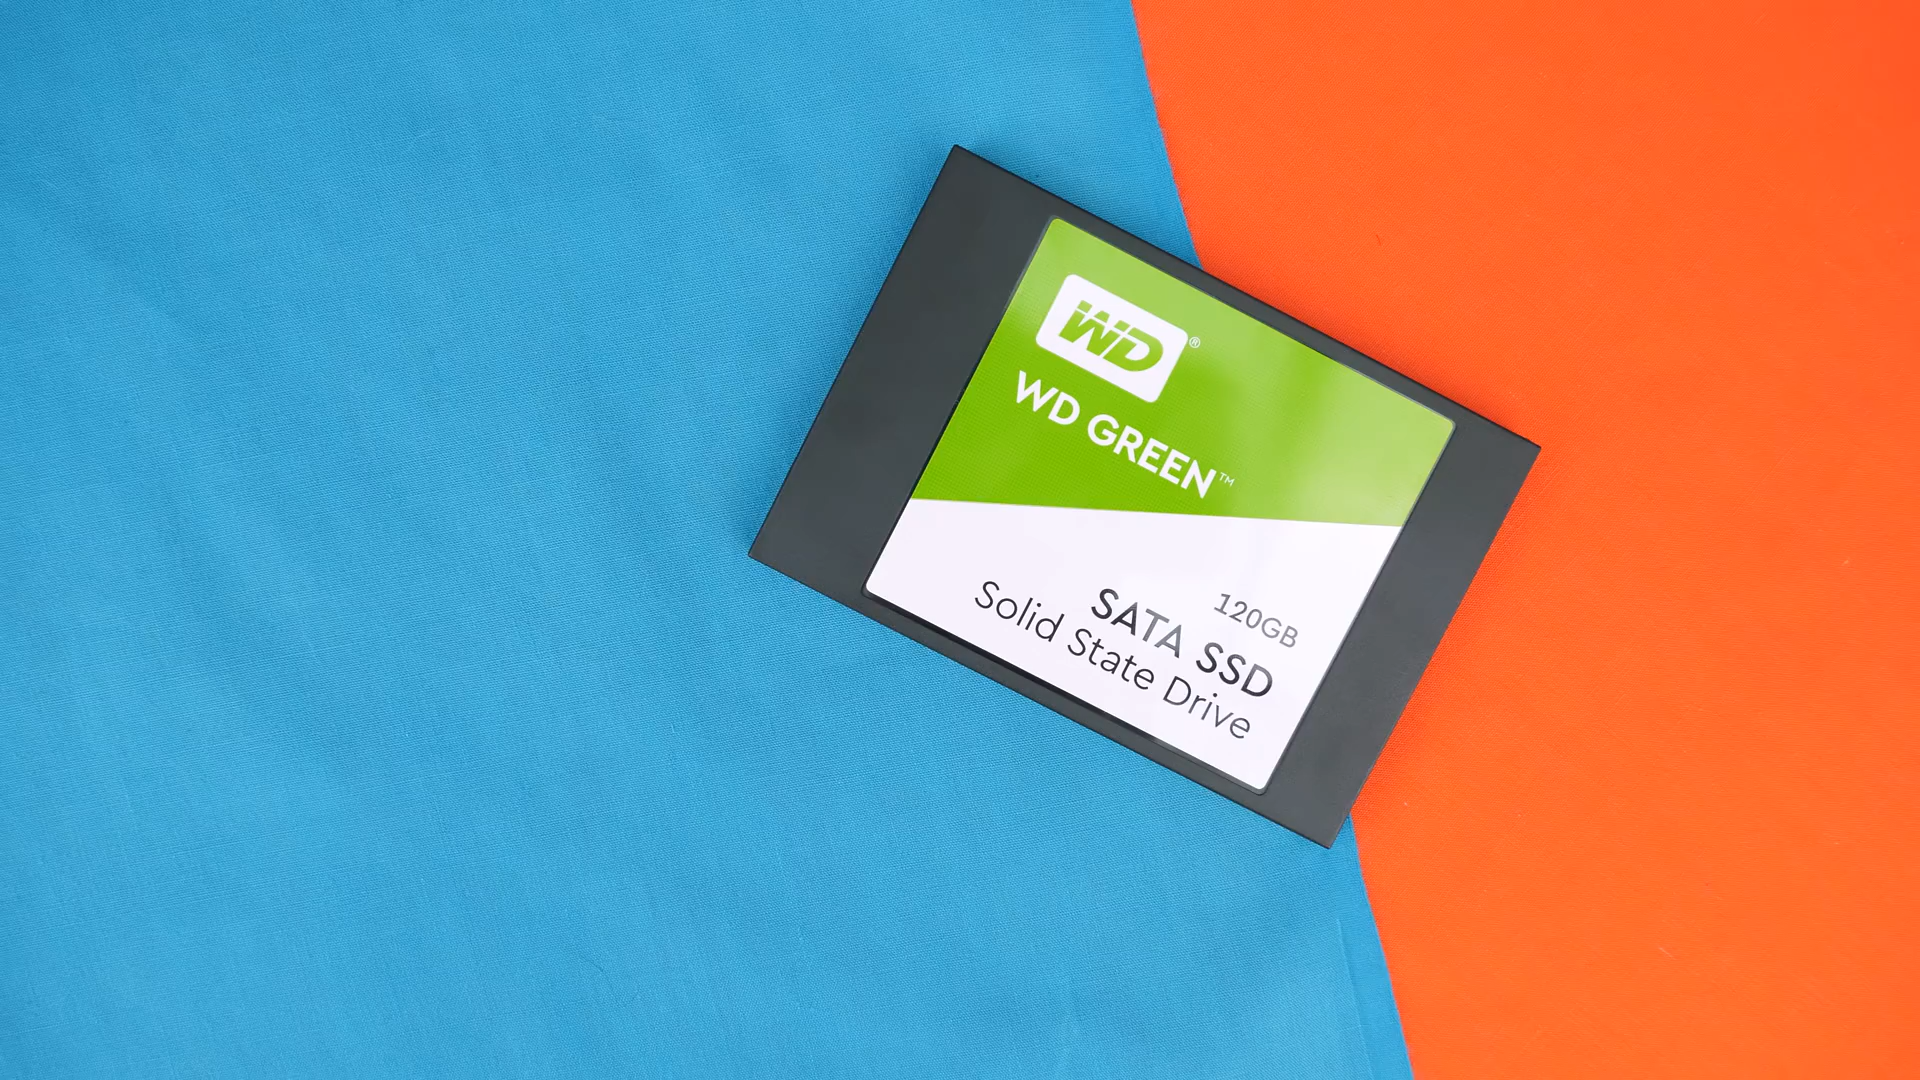 WD®
WD GREEN™
120GB
SATA SSD
Solid State Drive